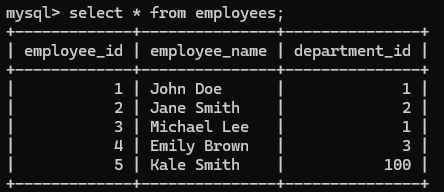 mysql> select * from employees;
+-------------+---------------+---------------+
| employee_id | employee_name | department_id |
+-------------+---------------+---------------+
|           1 | John Doe      |             1 |
|           2 | Jane Smith    |             2 |
|           3 | Michael Lee   |             1 |
|           4 | Emily Brown   |             3 |
|           5 | Kale Smith    |           100 |
+-------------+---------------+---------------+